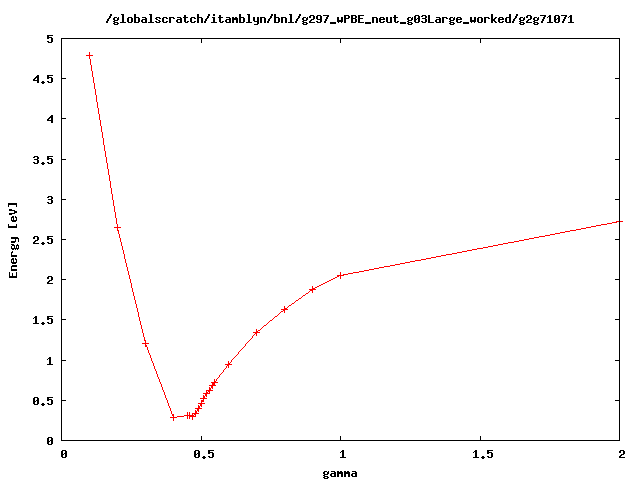 /globalscratch/itamblyn/bnl/g297_wPBE_neut_g03Large_worked/g2g71071
5
4.5
4
3.5
3
2.5
2
1.5
1
0.5
0
Energy [eV]
0 0.5 1 1.5 2
gamma